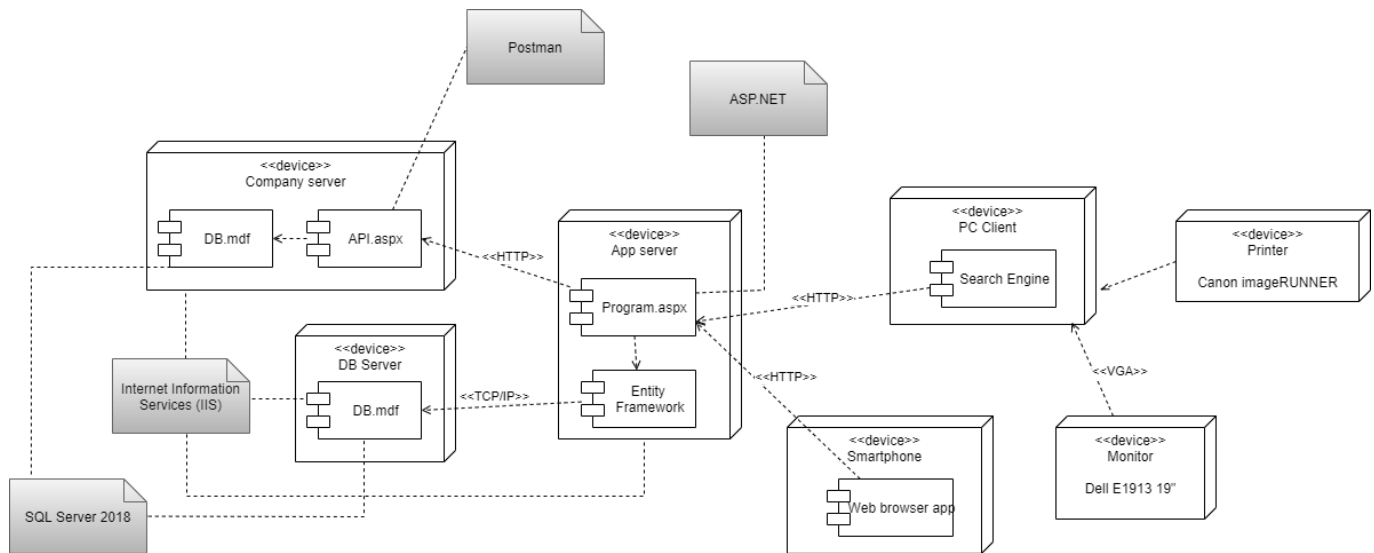 Postman
ASP.NET
<<device>>
Company server
DB.mdf
API.aspx
<<HTTP>>
<<device>>
App server
Program.aspx
Entity
Framework
<<device>>
PC Client
Search Engine
<<HTTP>>
<<device>>
Printer
Canon imageRUNNER
<<device>>
DB Server
DB.mdf
<<TCP/IP>>
Internet Information
Services (IIS)
<<HTTP>>
<<VGA>>
<<device>>
Smartphone
Web browser app
<<device>>
Monitor
Dell E1913 19"
SQL Server 2018